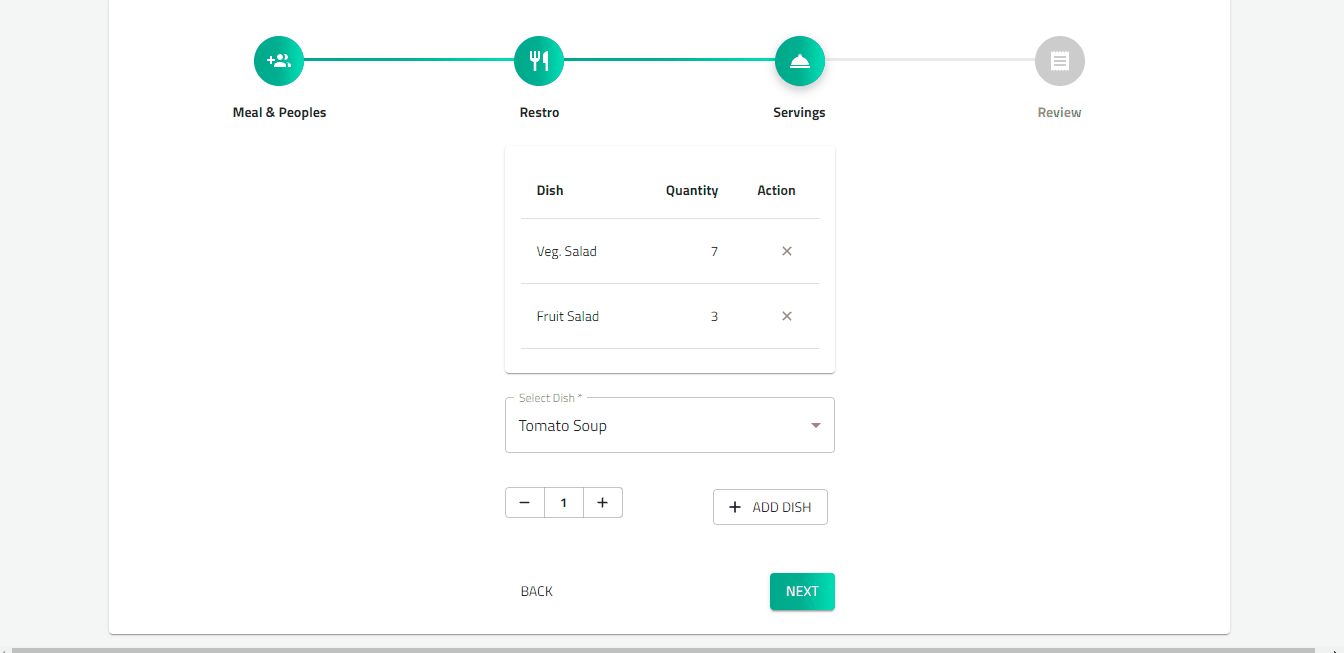 Meal & Peoples Restro Servings Review
Dish Quantity Action
Veg. Salad 7
Fruit Salad 3
Select Dish *
Tomato Soup
− 1 +
+ ADD DISH
BACK NEXT